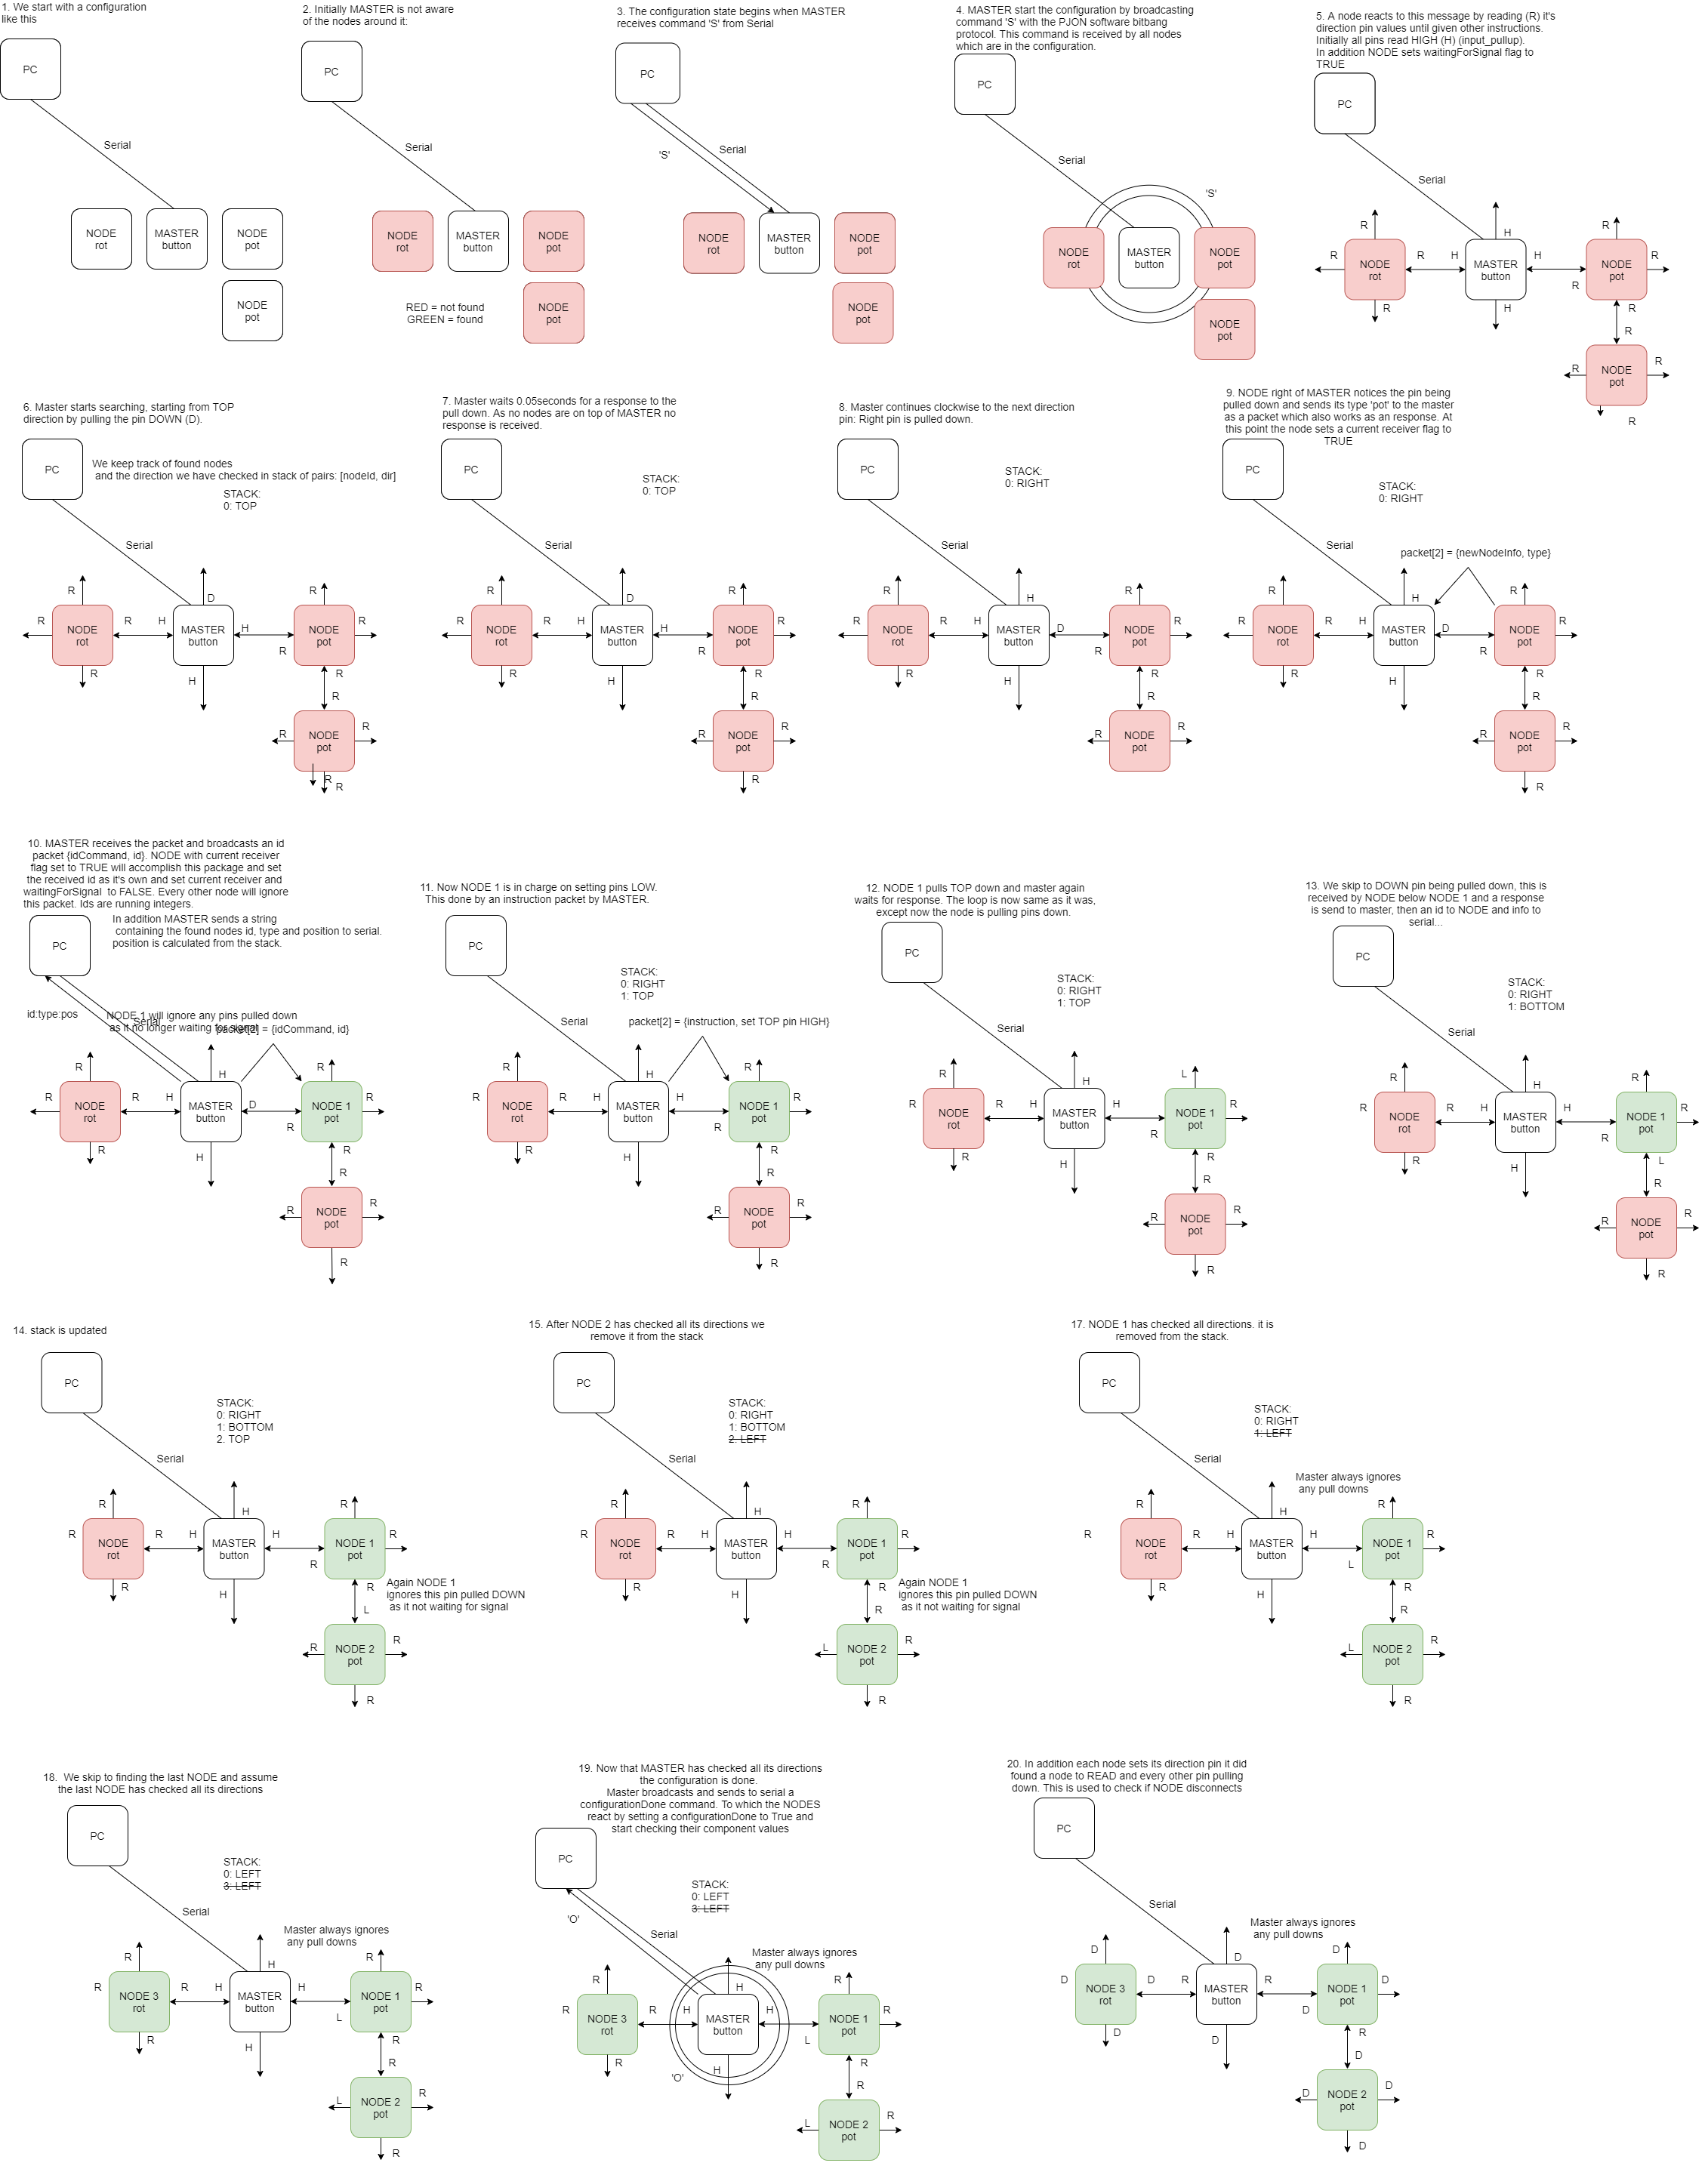 1. We start with a configuration
like this
PC
Serial
NODE
rot
MASTER
button
NODE
pot
NODE
pot
2. Initially MASTER is not aware
of the nodes around it:
PC
Serial
NODE
rot
MASTER
button
NODE
pot
RED = not found
GREEN = found
NODE
pot
3. The configuration state begins when MASTER
receives command 'S' from Serial
PC
Serial
'S'
NODE
rot
MASTER
button
NODE
pot
NODE
pot
4. MASTER start the configuration by broadcasting
command 'S' with the PJON software bitbang
protocol. This command is received by all nodes
which are in the configuration.
PC
Serial
'S'
NODE
rot
MASTER
button
NODE
pot
NODE
pot
5. A node reacts to this message by reading (R) it's
direction pin values until given other instructions.
Initially all pins read HIGH (H) (input_pullup).
In addition NODE sets waitingForSignal flag to
TRUE
PC
Serial
R
H
R
R
NODE
rot
R
H
MASTER
button
H
R
NODE
pot
R
R
H
R
R
R
NODE
pot
R
R
6. Master starts searching, starting from TOP
direction by pulling the pin DOWN (D).
PC
We keep track of found nodes
and the direction we have checked in stack of pairs: [nodeId, dir]
STACK:
0: TOP
Serial
R
D
R
R
NODE
rot
R
H
MASTER
button
H
R
NODE
pot
R
R
H
R
R
R
NODE
pot
R
R
R
7. Master waits 0.05seconds for a response to the
pull down. As no nodes are on top of MASTER no
response is received.
PC
STACK:
0: TOP
Serial
R
D
R
R
NODE
rot
R
H
MASTER
button
H
R
NODE
pot
R
R
H
R
R
R
NODE
pot
R
R
8. Master continues clockwise to the next direction
pin: Right pin is pulled down.
PC
STACK:
0: RIGHT
Serial
R
H
R
R
NODE
rot
R
H
MASTER
button
D
R
NODE
pot
R
R
H
R
R
R
NODE
pot
R
9. NODE right of MASTER notices the pin being
pulled down and sends its type 'pot' to the master
as a packet which also works as an response. At
this point the node sets a current receiver flag to
TRUE
PC
STACK:
0: RIGHT
Serial
packet[2] = {newNodeInfo, type}
R
H
R
R
NODE
rot
R
H
MASTER
button
D
R
NODE
pot
R
R
H
R
R
R
NODE
pot
R
R
10. MASTER receives the packet and broadcasts an id
packet {idCommand, id}. NODE with current receiver
flag set to TRUE will accomplish this package and set
the received id as it's own and set current receiver and
waitingForSignal to FALSE. Every other node will ignore
this packet. Ids are running integers.
In addition MASTER sends a string
containing the found nodes id, type and position to serial.
position is calculated from the stack.
PC
id:type:pos
NODE 1 will ignore any pins pulled down
as it no longer waiting for signal
Serial
packet[2] = {idCommand, id}
R
H
R
R
NODE
rot
R
H
MASTER
button
D
R
NODE 1
pot
R
R
H
R
R
R
NODE
pot
R
R
11. Now NODE 1 is in charge on setting pins LOW.
This done by an instruction packet by MASTER.
PC
STACK:
0: RIGHT
1: TOP
Serial
packet[2] = {instruction, set TOP pin HIGH}
R
H
R
R
NODE
rot
R
H
MASTER
button
H
R
NODE 1
pot
R
R
H
R
R
R
NODE
pot
R
R
12. NODE 1 pulls TOP down and master again
waits for response. The loop is now same as it was,
except now the node is pulling pins down.
PC
STACK:
0: RIGHT
1: TOP
Serial
R
H
L
R
NODE
rot
R
H
MASTER
button
H
R
NODE 1
pot
R
R
H
R
R
R
NODE
pot
R
R
13. We skip to DOWN pin being pulled down, this is
received by NODE below NODE 1 and a response
is send to master, then an id to NODE and info to
serial...
PC
STACK:
0: RIGHT
1: BOTTOM
Serial
R
H
R
R
NODE
rot
R
H
MASTER
button
H
R
NODE 1
pot
R
R
H
L
R
R
NODE
pot
R
R
14. stack is updated
PC
STACK:
0: RIGHT
1: BOTTOM
2. TOP
Serial
R
H
R
R
NODE
rot
R
H
MASTER
button
H
R
NODE 1
pot
R
R
H
R
L
Again NODE 1
ignores this pin pulled DOWN
as it not waiting for signal
R
NODE 2
pot
R
R
15. After NODE 2 has checked all its directions we
remove it from the stack
PC
STACK:
0: RIGHT
1: BOTTOM
2. LEFT
Serial
R
H
R
R
NODE
rot
R
H
MASTER
button
H
R
NODE 1
pot
R
R
H
R
R
Again NODE 1
ignores this pin pulled DOWN
as it not waiting for signal
L
NODE 2
pot
R
R
17. NODE 1 has checked all directions. it is
removed from the stack.
PC
STACK:
0: RIGHT
1: LEFT
Serial
Master always ignores
any pull downs
R
H
R
R
NODE
rot
R
H
MASTER
button
H
L
NODE 1
pot
R
R
H
R
R
L
NODE 2
pot
R
R
18. We skip to finding the last NODE and assume
the last NODE has checked all its directions
PC
STACK:
0: LEFT
3: LEFT
Serial
Master always ignores
any pull downs
R
H
R
R
NODE 3
rot
R
H
MASTER
button
H
L
NODE 1
pot
R
R
H
R
R
L
NODE 2
pot
R
R
19. Now that MASTER has checked all its directions
the configuration is done.
Master broadcasts and sends to serial a
configurationDone command. To which the NODES
react by setting a configurationDone to True and
start checking their component values
PC
STACK:
0: LEFT
3: LEFT
'O'
Serial
Master always ignores
any pull downs
R
H
R
R
NODE 3
rot
R
H
MASTER
button
H
L
NODE 1
pot
R
R
H
'O'
R
R
L
NODE 2
pot
R
20. In addition each node sets its direction pin it did
found a node to READ and every other pin pulling
down. This is used to check if NODE disconnects
PC
Serial
Master always ignores
any pull downs
D
D
D
D
NODE 3
rot
D
R
MASTER
button
R
D
NODE 1
pot
D
D
D
R
D
D
NODE 2
pot
D
D